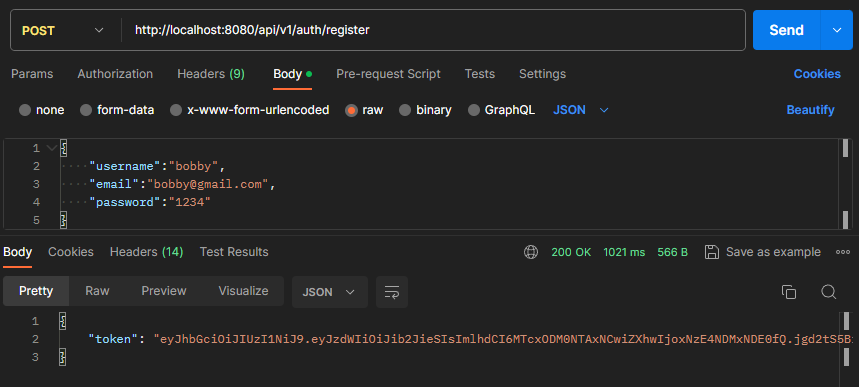 POST http://localhost:8080/api/v1/auth/register Send
Params Authorization Headers (9) Body Pre-request Script Tests Settings Cookies
none form-data x-www-form-urlencoded raw binary GraphQL JSON Beautify
1 {
2 "username":"bobby",
3 "email":"bobby@gmail.com",
4 "password":"1234"
5 }
Body Cookies Headers (14) Test Results 200 OK 1021 ms 566 B Save as example
Pretty Raw Preview Visualize JSON
1 {
2 "token": "eyJhbGciOiJIUzI1NiJ9.eyJzdWIiOiJib2JieSIsImlhdCI6MTcxODM0NTAxNCwiZXhwIjoxNzE4NDMxNDE0fQ.jgd2tS5B
3 }